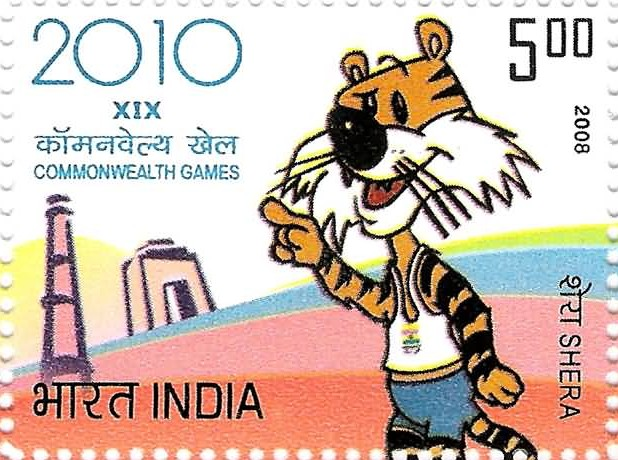 2010
5.00
XIX
कॉमनवेल्थ खेल
COMMONWEALTH GAMES
2008
शेरा SHERA
भारत INDIA